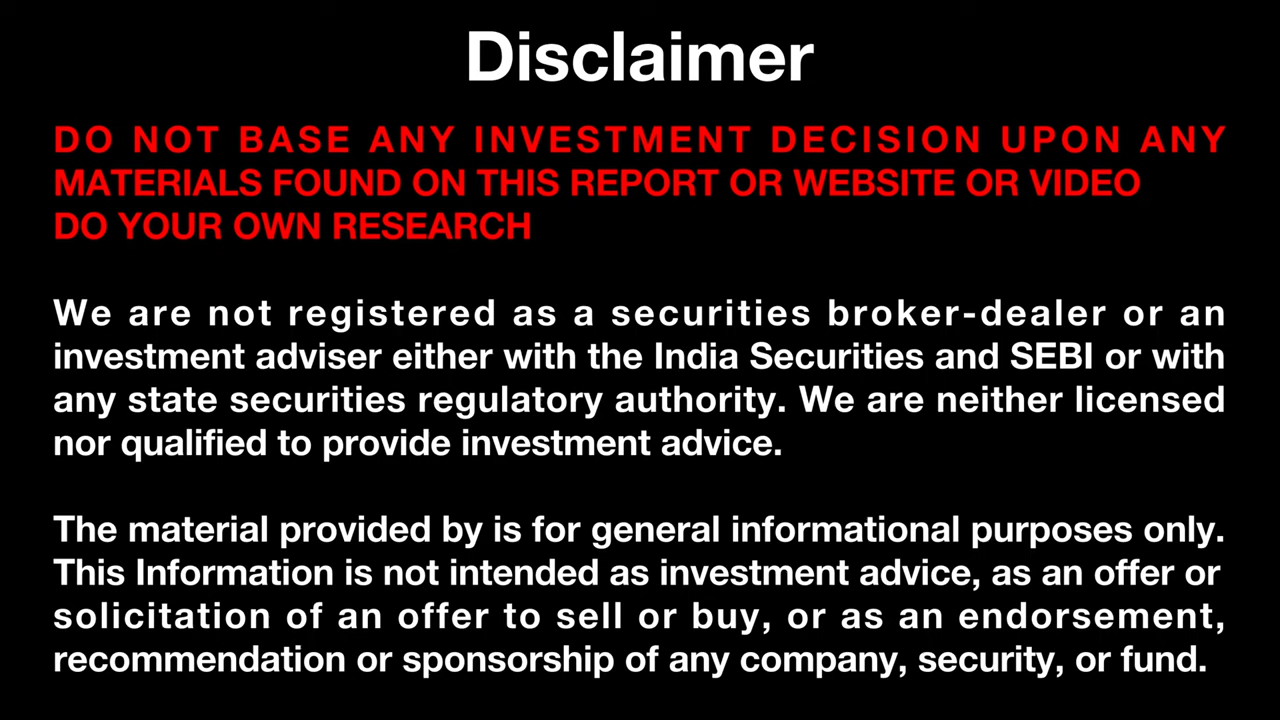 Disclaimer
DO NOT BASE ANY INVESTMENT DECISION UPON ANY
MATERIALS FOUND ON THIS REPORT OR WEBSITE OR VIDEO
DO YOUR OWN RESEARCH
We are not registered as a securities broker-dealer or an
investment adviser either with the India Securities and SEBI or with
any state securities regulatory authority. We are neither licensed
nor qualified to provide investment advice.
The material provided by is for general informational purposes only.
This Information is not intended as investment advice, as an offer or
solicitation of an offer to sell or buy, or as an endorsement,
recommendation or sponsorship of any company, security, or fund.